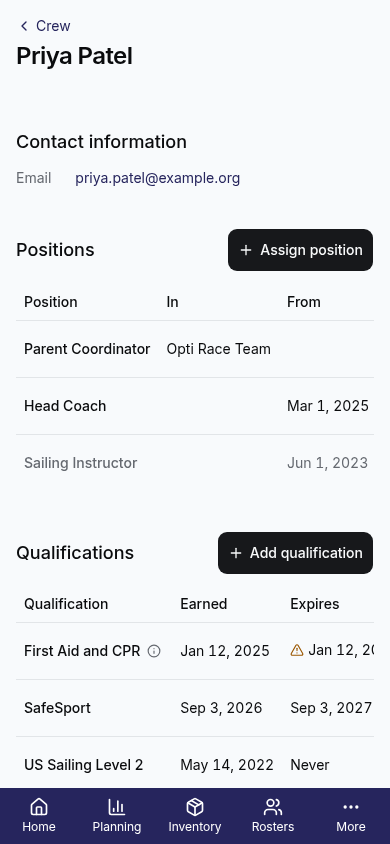 Crew
Priya Patel
Contact information
Email priya.patel@example.org
Positions
Assign position
Position In From
Parent Coordinator Opti Race Team
Head Coach Mar 1, 2025
Sailing Instructor Jun 1, 2023
Qualifications
Add qualification
Qualification Earned Expires
First Aid and CPR Jan 12, 2025 Jan 12, 20
SafeSport Sep 3, 2026 Sep 3, 2027
US Sailing Level 2 May 14, 2022 Never
Home Planning Inventory Rosters More